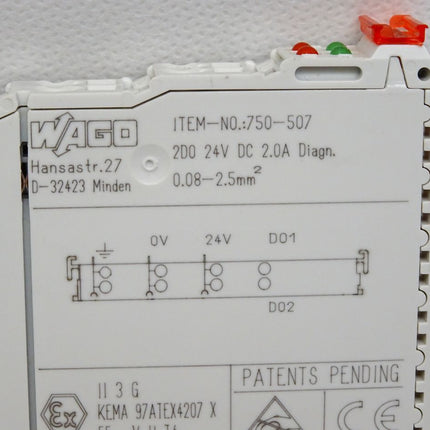 WAGO
ITEM-NO.:750-507
Hansastr.27
D-32423 Minden
2DO 24V DC 2.0A Diagn.
0.08-2.5mm²
0V 24V DO1
DO2
II 3 G
KEMA 97ATEX4207 X
PATENTS PENDING
Ex
CE